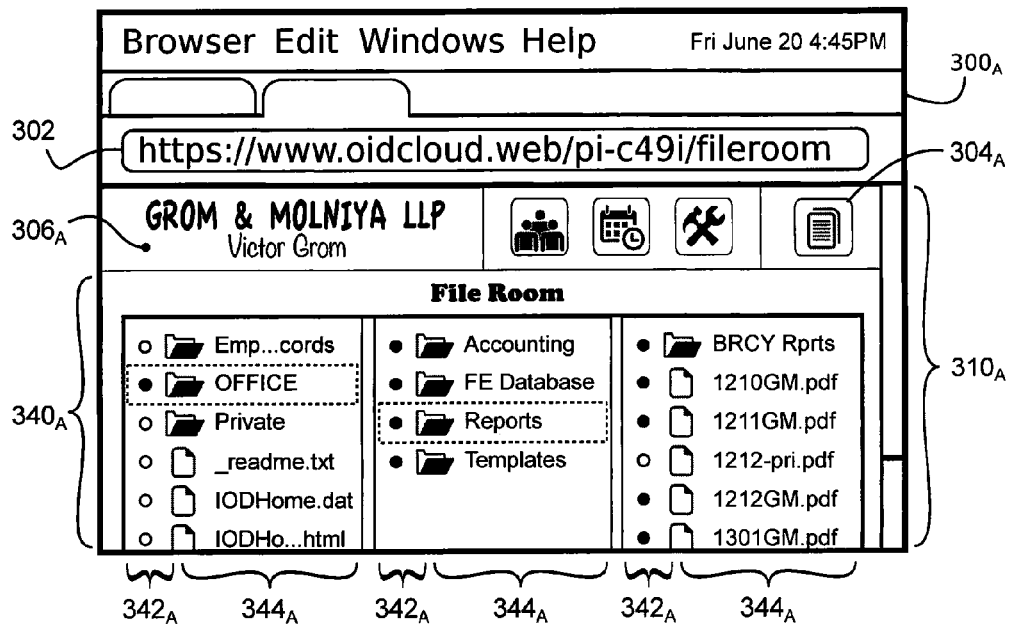 Browser Edit Windows Help Fri June 20 4:45PM
300A
302
https://www.oidcloud.web/pi-c49i/fileroom
304A
GROM & MOLNIYA LLP
306A
Victor Grom
File Room
Emp...cords Accounting BRCY Rprts
OFFICE FE Database 1210GM.pdf
310A
340A
Private Reports 1211GM.pdf
_readme.txt Templates 1212-pri.pdf
IODHome.dat 1212GM.pdf
IODHo...html 1301GM.pdf
342A 344A 342A 344A 342A 344A